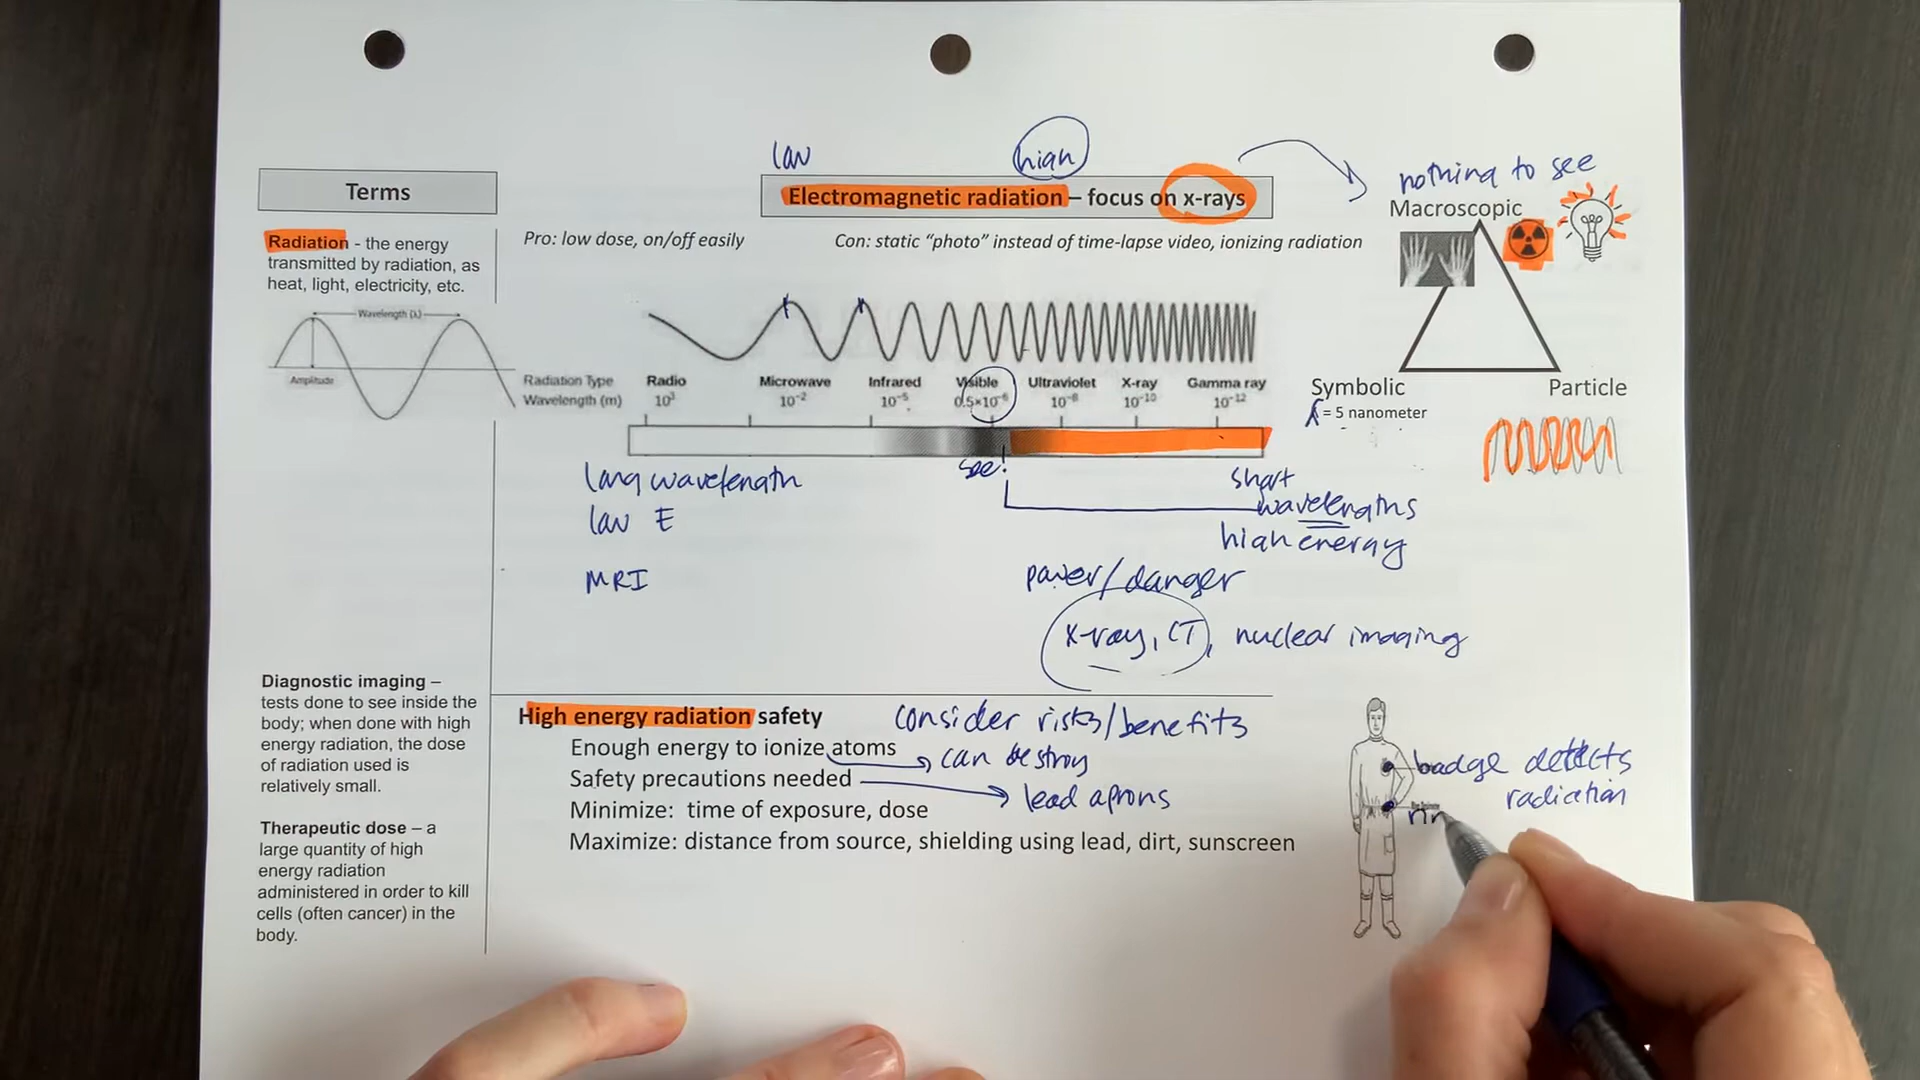 low high
Electromagnetic radiation – focus on x-rays
nothing to see
Macroscopic
Terms
Radiation - the energy
transmitted by radiation, as
heat, light, electricity, etc.
Pro: low dose, on/off easily
Con: static “photo” instead of time-lapse video, ionizing radiation
Wavelength (λ)
Amplitude
Radiation Type Radio Microwave Infrared Visible Ultraviolet X-ray Gamma ray
Wavelength (m) 10³ 10⁻² 10⁻⁵ 0.5×10⁻⁶ 10⁻⁸ 10⁻¹⁰ 10⁻¹²
Symbolic Particle
λ = 5 nanometer
see!
long wavelength
low E
MRI
short
wavelengths
high energy
power/danger
x-ray, CT, nuclear imaging
Diagnostic imaging –
tests done to see inside the
body; when done with high
energy radiation, the dose
of radiation used is
relatively small.
Therapeutic dose – a
large quantity of high
energy radiation
administered in order to kill
cells (often cancer) in the
body.
High energy radiation safety consider risks/benefits
Enough energy to ionize atoms can destroy
Safety precautions needed lead aprons
Minimize: time of exposure, dose
Maximize: distance from source, shielding using lead, dirt, sunscreen
badge detects
radiation
rin